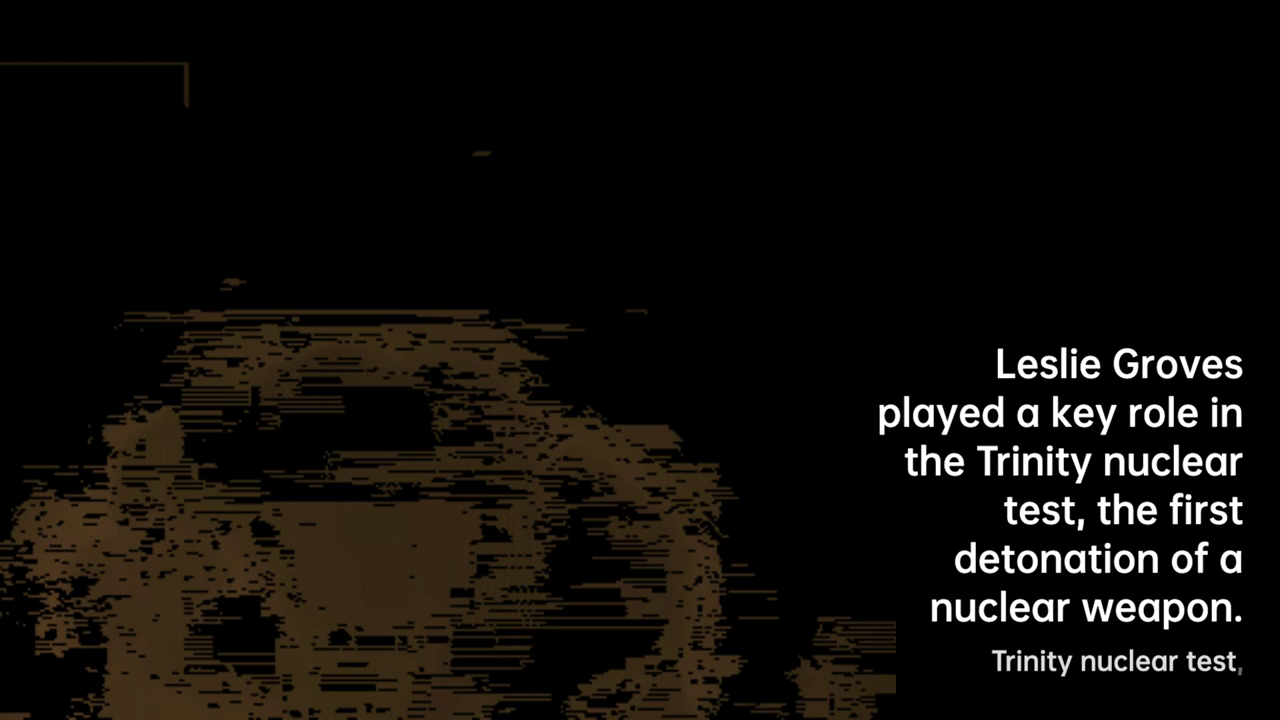 Leslie Groves
played a key role in
the Trinity nuclear
test, the first
detonation of a
nuclear weapon.
Trinity nuclear test,